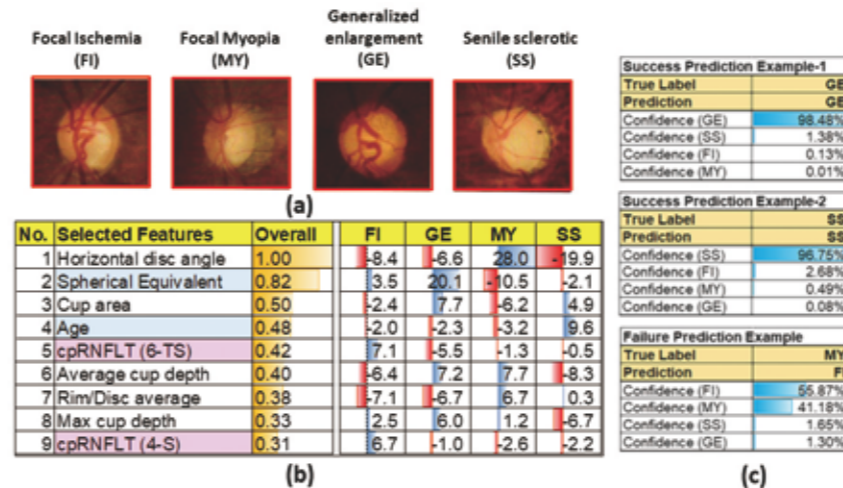 Focal Ischemia
(FI)
Focal Myopia
(MY)
Generalized
enlargement
(GE)
Senile sclerotic
(SS)
(a)
No. Selected Features Overall FI GE MY SS
1 Horizontal disc angle 1.00 -8.4 -6.6 28.0 -19.9
2 Spherical Equivalent 0.82 3.5 20.1 -10.5 -2.1
3 Cup area 0.50 -2.4 7.7 -6.2 4.9
4 Age 0.48 -2.0 -2.3 -3.2 9.6
5 cpRNFLT (6-TS) 0.42 7.1 -5.5 -1.3 -0.5
6 Average cup depth 0.40 -6.4 7.2 7.7 -8.3
7 Rim/Disc average 0.38 -7.1 -6.7 6.7 0.3
8 Max cup depth 0.33 2.5 6.0 1.2 -6.7
9 cpRNFLT (4-S) 0.31 6.7 -1.0 -2.6 -2.2
(b)
Success Prediction Example-1
True Label GE
Prediction GE
Confidence (GE) 98.48%
Confidence (SS) 1.38%
Confidence (FI) 0.13%
Confidence (MY) 0.01%
Success Prediction Example-2
True Label SS
Prediction SS
Confidence (SS) 96.75%
Confidence (FI) 2.68%
Confidence (MY) 0.49%
Confidence (GE) 0.08%
Failure Prediction Example
True Label MY
Prediction FI
Confidence (FI) 55.87%
Confidence (MY) 41.18%
Confidence (SS) 1.65%
Confidence (GE) 1.30%
(c)